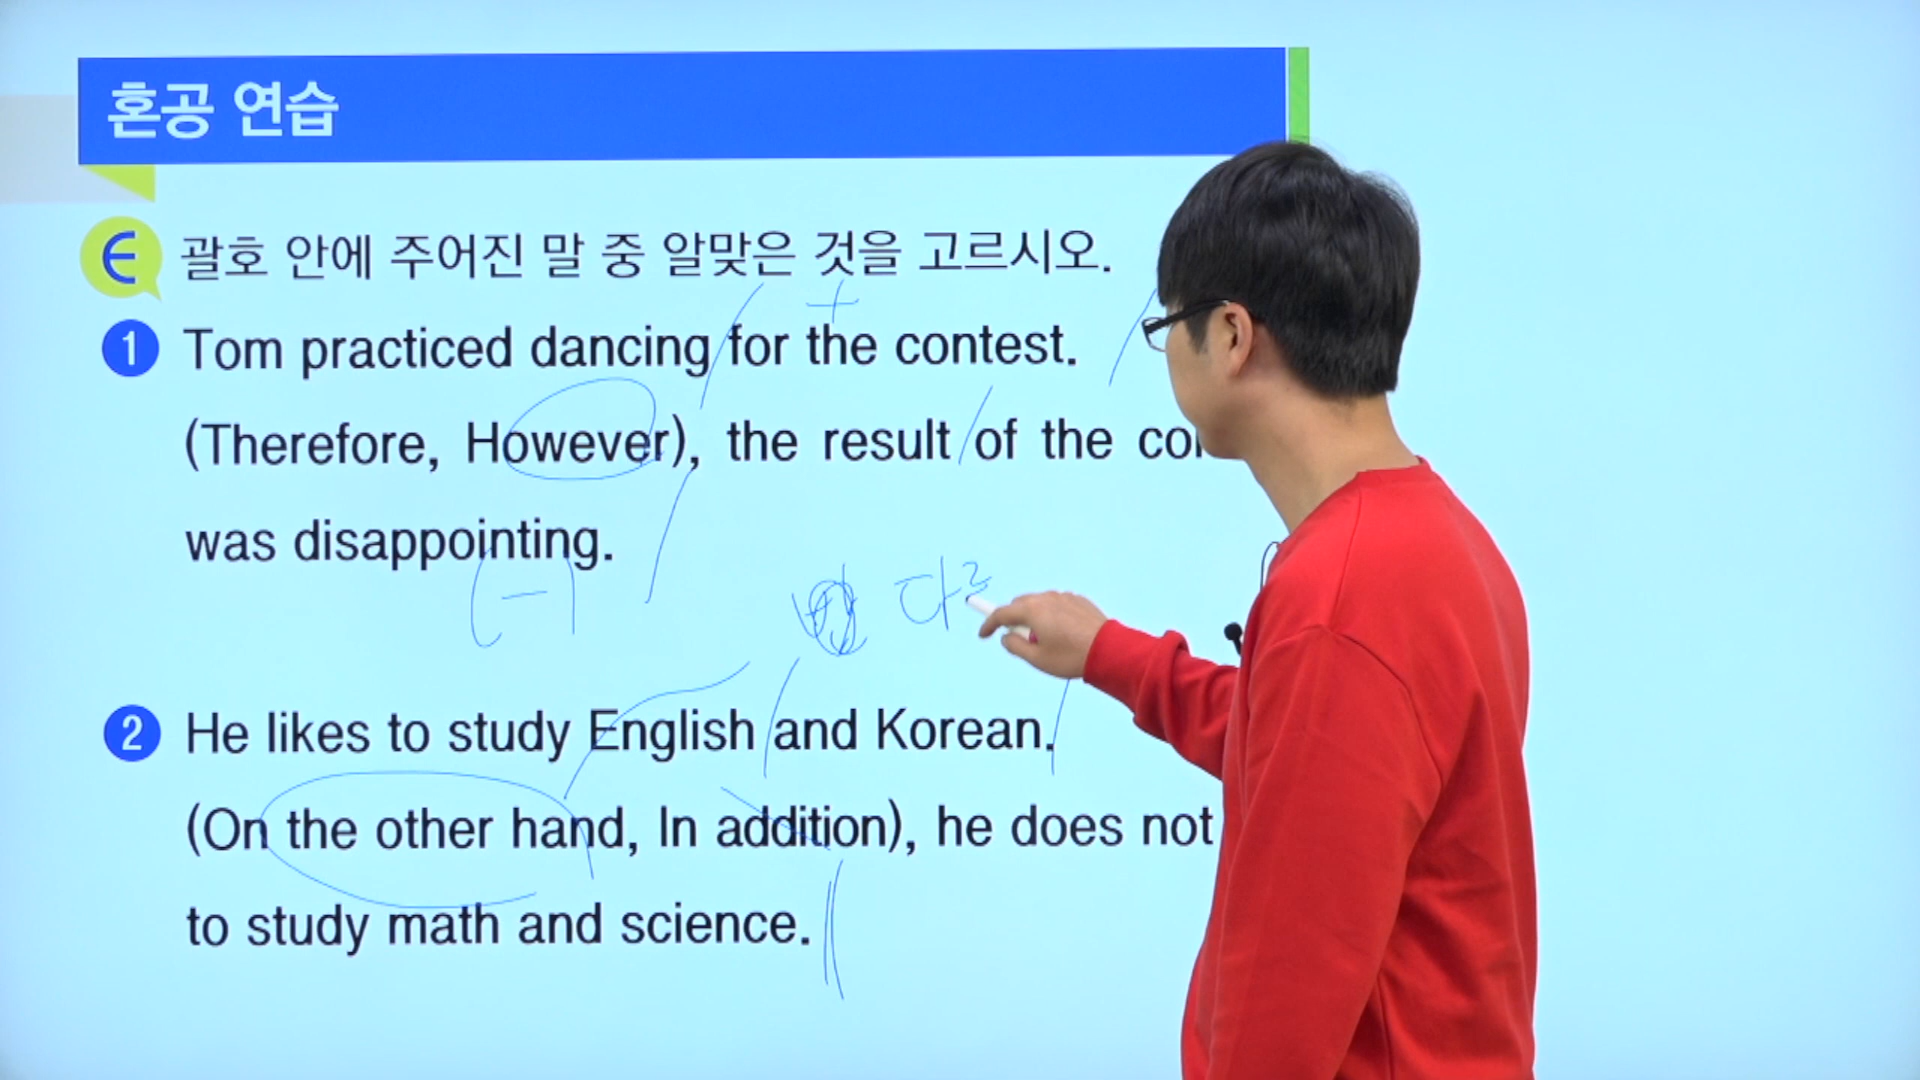 혼공 연습
E 괄호 안에 주어진 말 중 알맞은 것을 고르시오.
+
1 Tom practiced dancing for the contest.
(Therefore, However), the result of the
was disappointing.
(-)
다른
2 He likes to study English and Korean.
(On the other hand, In addition), he does not
to study math and science.